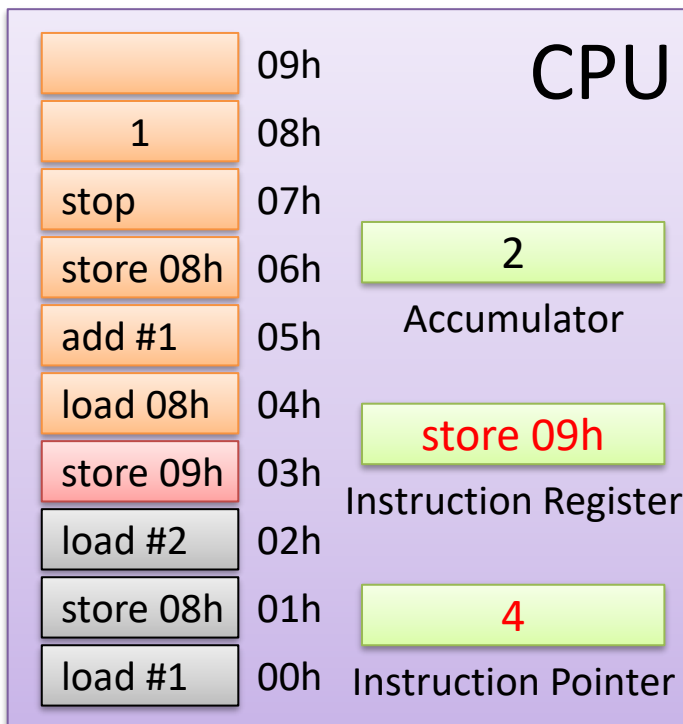 CPU
09h
1 08h
stop 07h
store 08h 06h
add #1 05h
load 08h 04h
store 09h 03h
load #2 02h
store 08h 01h
load #1 00h
2
Accumulator
store 09h
Instruction Register
4
Instruction Pointer